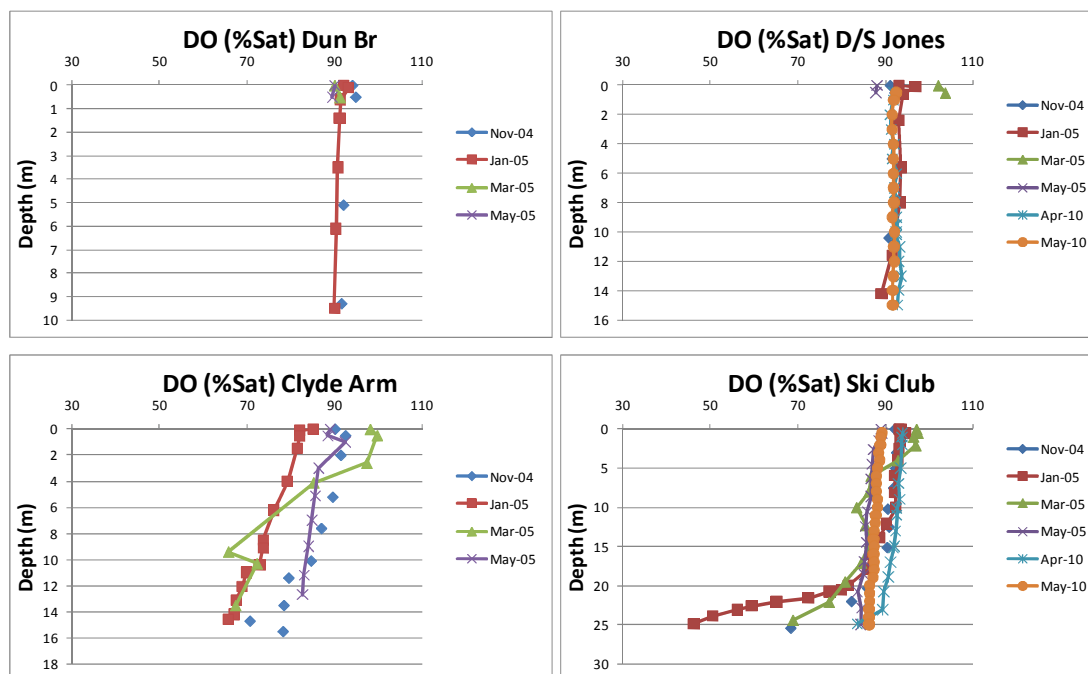 DO (%Sat) Dun Br
30 50 70 90 110
0
1
2
3
4
5
6
7
8
9
10
Depth (m)
Nov-04
Jan-05
Mar-05
May-05
DO (%Sat) D/S Jones
30 50 70 90 110
0
2
4
6
8
10
12
14
16
Depth (m)
Nov-04
Jan-05
Mar-05
May-05
Apr-10
May-10
DO (%Sat) Clyde Arm
30 50 70 90 110
0
2
4
6
8
10
12
14
16
18
Depth (m)
Nov-04
Jan-05
Mar-05
May-05
DO (%Sat) Ski Club
30 50 70 90 110
0
5
10
15
20
25
30
Depth (m)
Nov-04
Jan-05
Mar-05
May-05
Apr-10
May-10